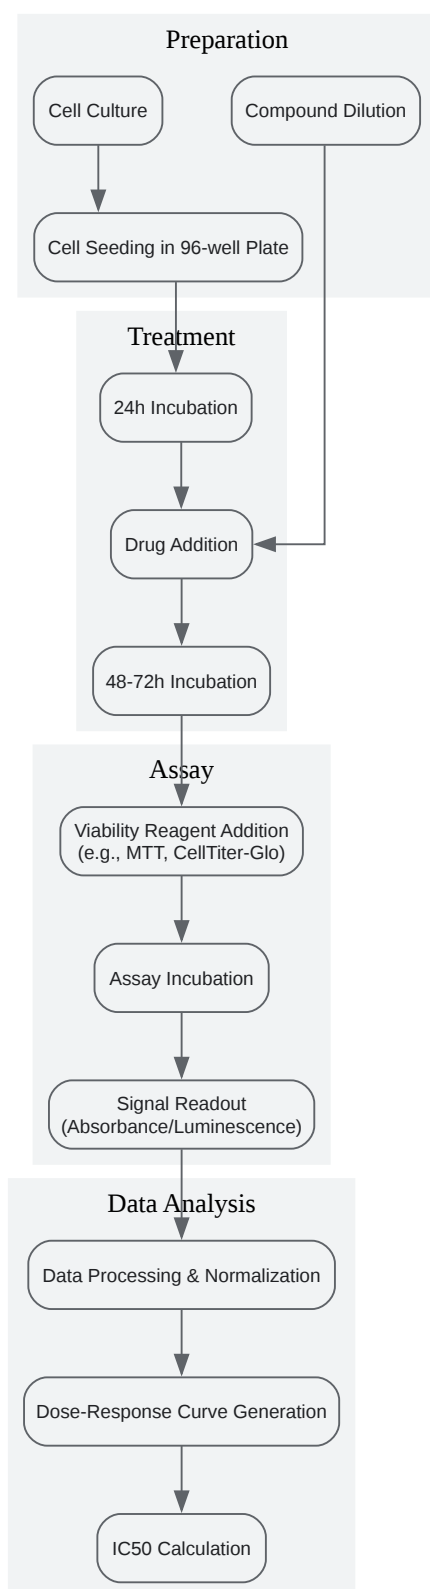 Preparation
Cell Culture
Compound Dilution
Cell Seeding in 96-well Plate
Treatment
24h Incubation
Drug Addition
48-72h Incubation
Assay
Viability Reagent Addition
(e.g., MTT, CellTiter-Glo)
Assay Incubation
Signal Readout
(Absorbance/Luminescence)
Data Analysis
Data Processing & Normalization
Dose-Response Curve Generation
IC50 Calculation